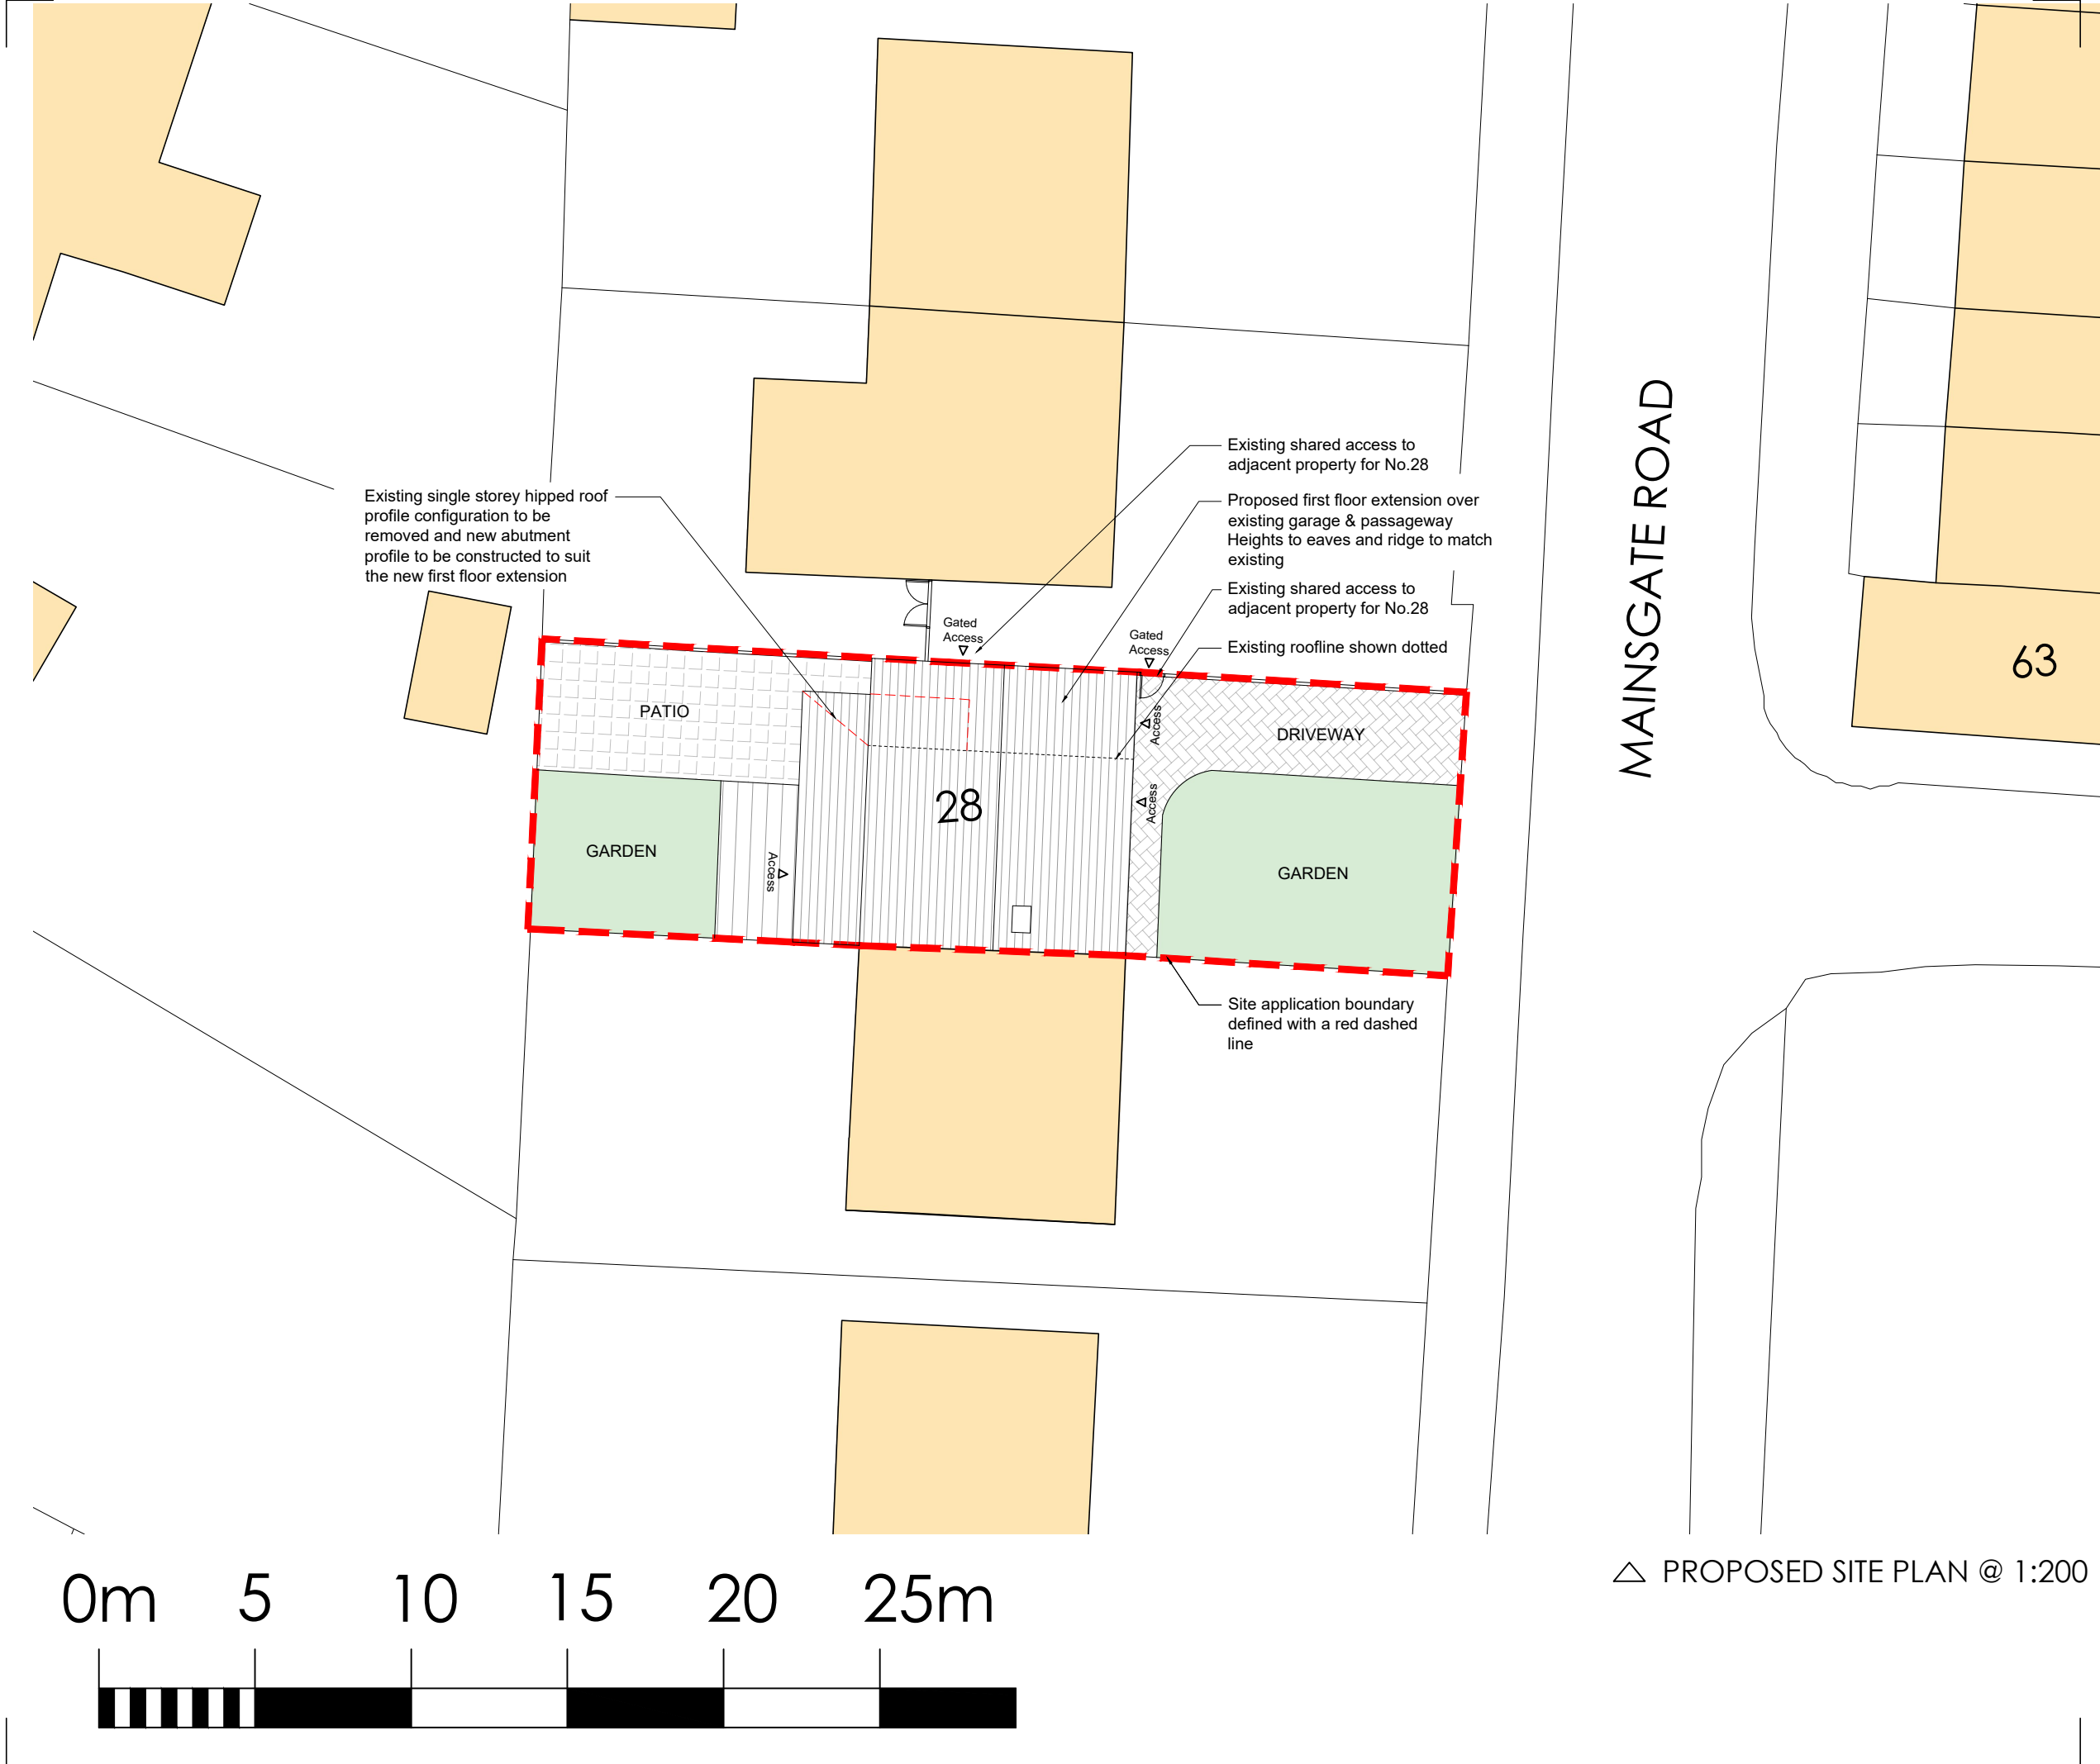 Existing shared access to
adjacent property for No.28
Existing single storey hipped roof
profile configuration to be
removed and new abutment
profile to be constructed to suit
the new first floor extension
Proposed first floor extension over
existing garage & passageway
Heights to eaves and ridge to match
existing
Existing shared access to
adjacent property for No.28
Existing roofline shown dotted
Gated
Access
Gated
Access
MAINSGATE ROAD
63
PATIO
Access
DRIVEWAY
28
Access
GARDEN
Access
GARDEN
Site application boundary
defined with a red dashed
line
PROPOSED SITE PLAN @ 1:200
0m 5 10 15 20 25m